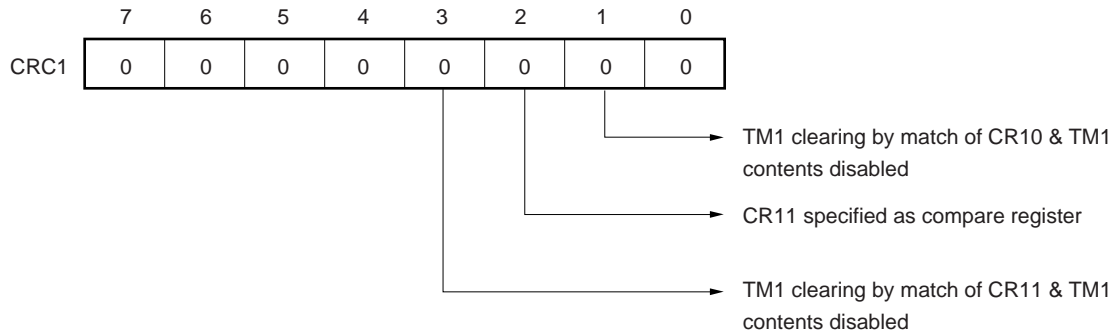 7 6 5 4 3 2 1 0
CRC1 0 0 0 0 0 0 0 0
TM1 clearing by match of CR10 & TM1
contents disabled
CR11 specified as compare register
TM1 clearing by match of CR11 & TM1
contents disabled